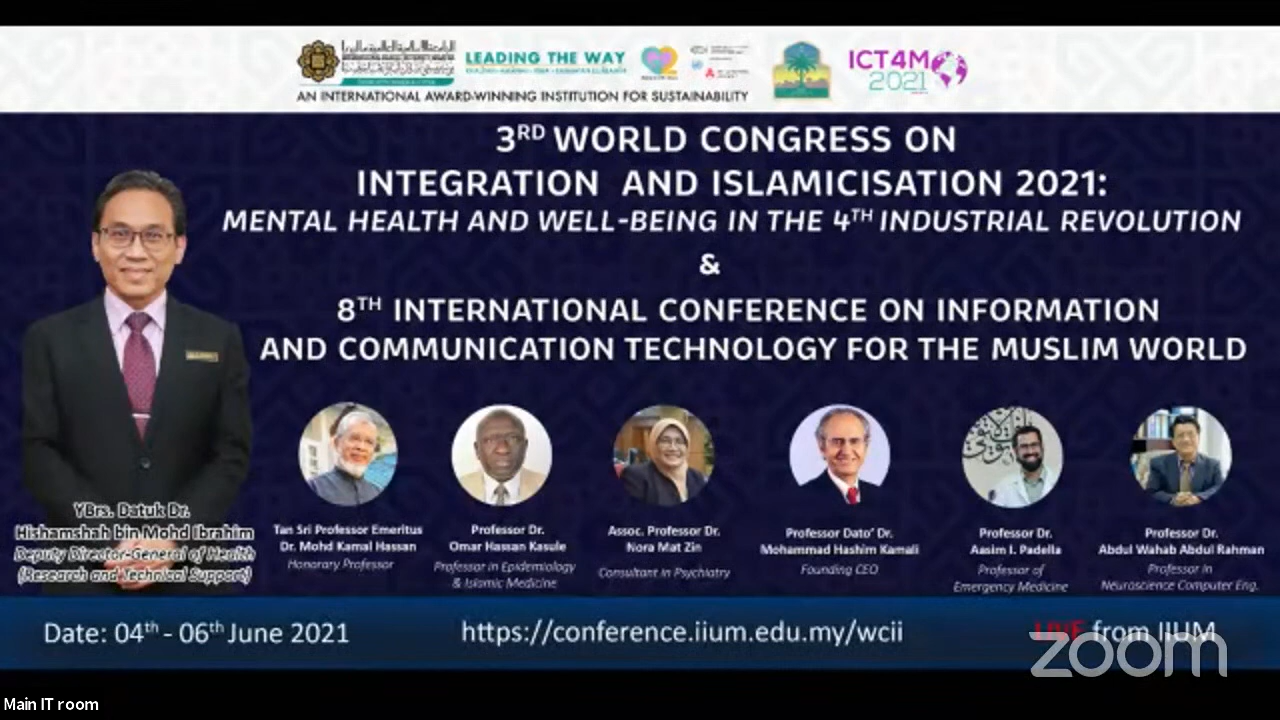 LEADING THE WAY
AN INTERNATIONAL AWARD-WINNING INSTITUTION FOR SUSTAINABILITY
ICT4M
2021
3RD WORLD CONGRESS ON
INTEGRATION AND ISLAMICISATION 2021:
MENTAL HEALTH AND WELL-BEING IN THE 4TH INDUSTRIAL REVOLUTION
&
8TH INTERNATIONAL CONFERENCE ON INFORMATION
AND COMMUNICATION TECHNOLOGY FOR THE MUSLIM WORLD
YBrs. Datuk Dr.
Hishamshah bin Mohd Ibrahim
Deputy Director-General of Health
(Research and Technical Support)
Tan Sri Professor Emeritus
Dr. Mohd Kamal Hassan
Honorary Professor
Professor Dr.
Omar Hassan Kasule
Professor in Epidemiology
& Islamic Medicine
Assoc. Professor Dr.
Nora Mat Zin
Consultant in Psychiatry
Professor Dato' Dr.
Mohammad Hashim Kamali
Founding CEO
Professor Dr.
Aasim I. Padella
Professor of
Emergency Medicine
Professor Dr.
Abdul Wahab Abdul Rahman
Professor in
Neuroscience Computer Eng.
Date: 04th - 06th June 2021
https://conference.iium.edu.my/wcii
LIVE from IIUM
zoom
Main IT room